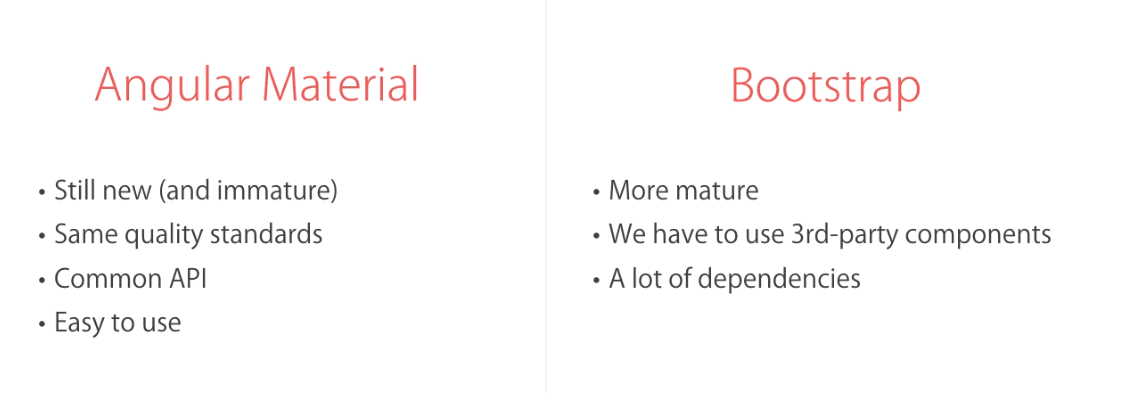 Angular Material
• Still new (and immature)
• Same quality standards
• Common API
• Easy to use
Bootstrap
• More mature
• We have to use 3rd-party components
• A lot of dependencies